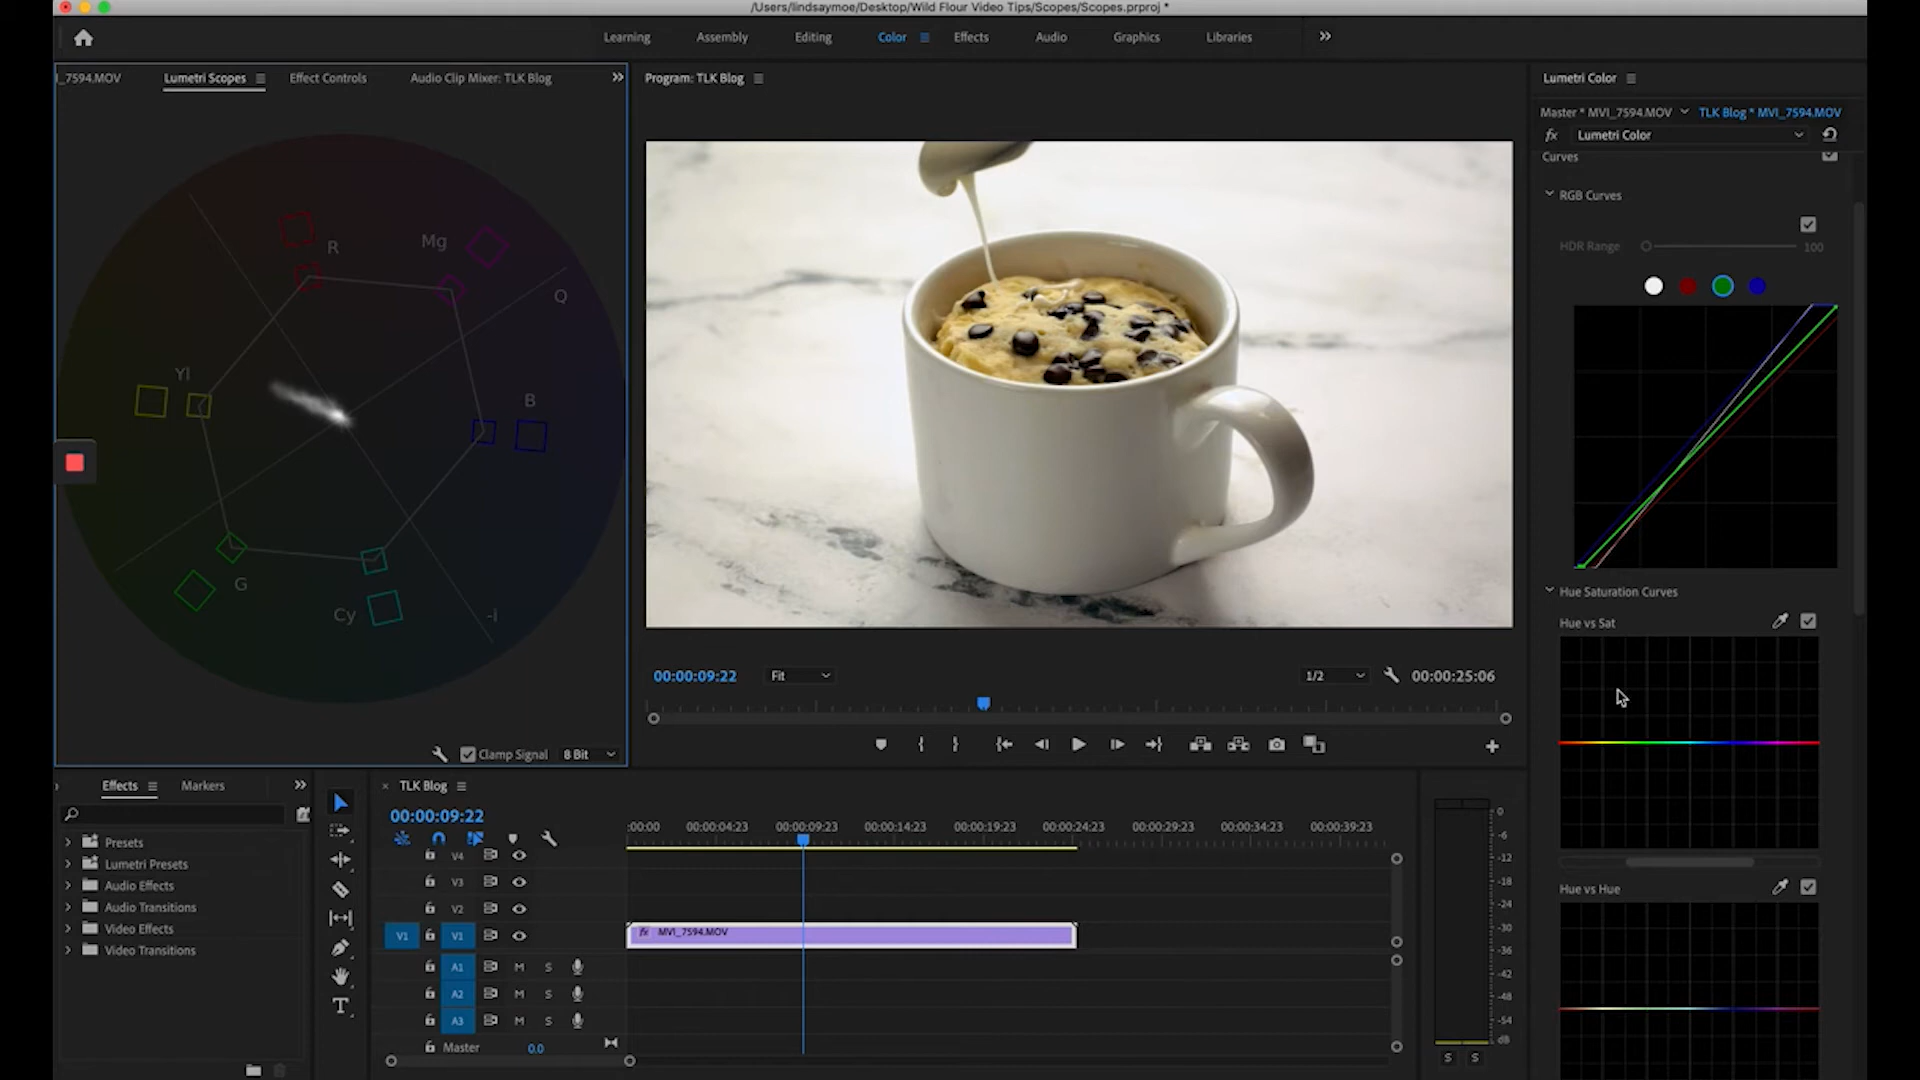 /Users/lindsaymoe/Desktop/Wild Flour Video Tips/Scopes/Scopes.prproj *
Learning
Assembly
Editing
Color
Effects
Audio
Graphics
Libraries
_7594.MOV
Lumetri Scopes
Effect Controls
Audio Clip Mixer: TLK Blog
Program: TLK Blog
Lumetri Color
Master * MVI_7594.MOV
TLK Blog * MVI_7594.MOV
fx Lumetri Color
Curves
RGB Curves
HDR Range
100
R
Mg
Q
Yl
B
G
Cy
-i
Hue Saturation Curves
Hue vs Sat
Hue vs Hue
00:00:09:22
Fit
1/2
00:00:25:06
Clamp Signal
8 Bit
Effects
Markers
Presets
Lumetri Presets
Audio Effects
Audio Transitions
Video Effects
Video Transitions
TLK Blog
00:00:09:22
:00:00 00:00:04:23 00:00:09:23 00:00:14:23 00:00:19:23 00:00:24:23 00:00:29:23 00:00:34:23 00:00:39:23
V4
V3
V2
V1 V1
fx MVI_7594.MOV
A1 M S
A2 M S
A3 M S
Master 0.0
T
0
-6
-12
-18
-24
-30
-36
-42
-48
-54
dB
S S